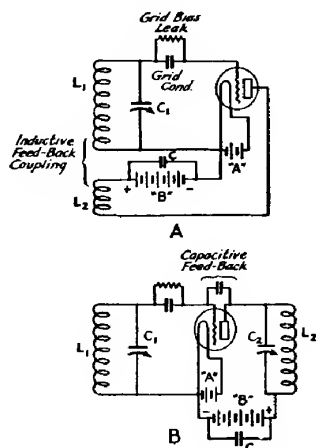 Grid Bias
Leak
Grid
Cond.
L₁
C₁
Inductive
Feed-Back
Coupling
C
"A"
+ "B" -
L₂
A
Capacitive
Feed-Back
L₁
C₁
C₂
L₂
"A"
"B"
- +
C
B